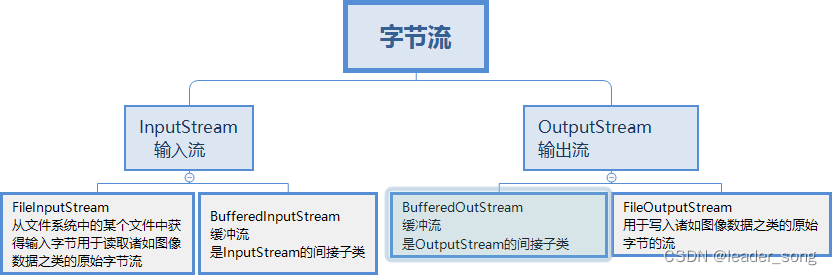 字节流
InputStream
输入流
OutputStream
输出流
FileInputStream
从文件系统中的某个文件中获
得输入字节用于读取诸如图像
数据之类的原始字节流
BufferedInputStream
缓冲流
是InputStream的间接子类
BufferedOutStream
缓冲流
是OutputStream的间接子类
FileOutputStream
用于写入诸如图像数据之类的原始
字节的流
CSDN @leader_song